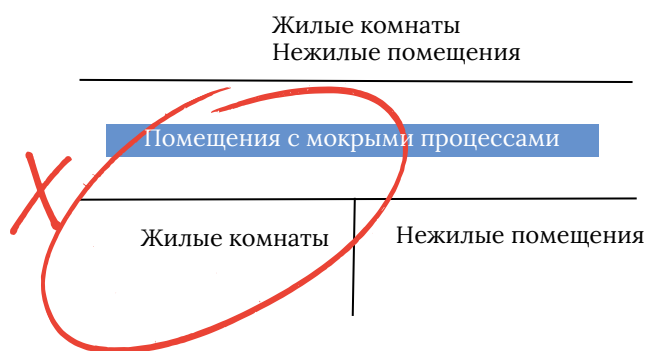 Жилые комнаты
Нежилые помещения
Помещения с мокрыми процессами
Жилые комнаты
Нежилые помещения